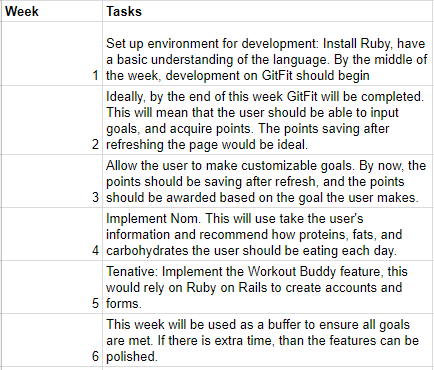 Week Tasks
Set up environment for development: Install Ruby, have
a basic understanding of the language. By the middle of
1 the week, development on GitFit should begin
Ideally, by the end of this week GitFit will be completed.
This will mean that the user should be able to input
goals, and acquire points. The points saving after
2 refreshing the page would be ideal.
Allow the user to make customizable goals. By now, the
points should be saving after refresh, and the points
3 should be awarded based on the goal the user makes.
Implement Nom. This will use take the user's
information and recommend how proteins, fats, and
4 carbohydrates the user should be eating each day.
Tenative: Implement the Workout Buddy feature, this
would rely on Ruby on Rails to create accounts and
5 forms.
This week will be used as a buffer to ensure all goals
are met. If there is extra time, than the features can be
6 polished.